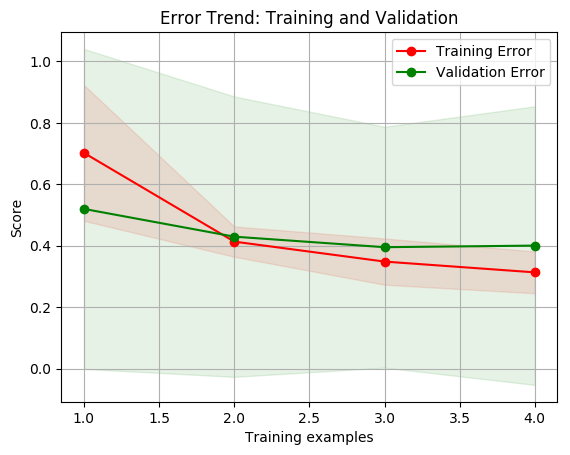 Error Trend: Training and Validation
Training Error
Validation Error
Score
1.0
0.8
0.6
0.4
0.2
0.0
1.0 1.5 2.0 2.5 3.0 3.5 4.0
Training examples